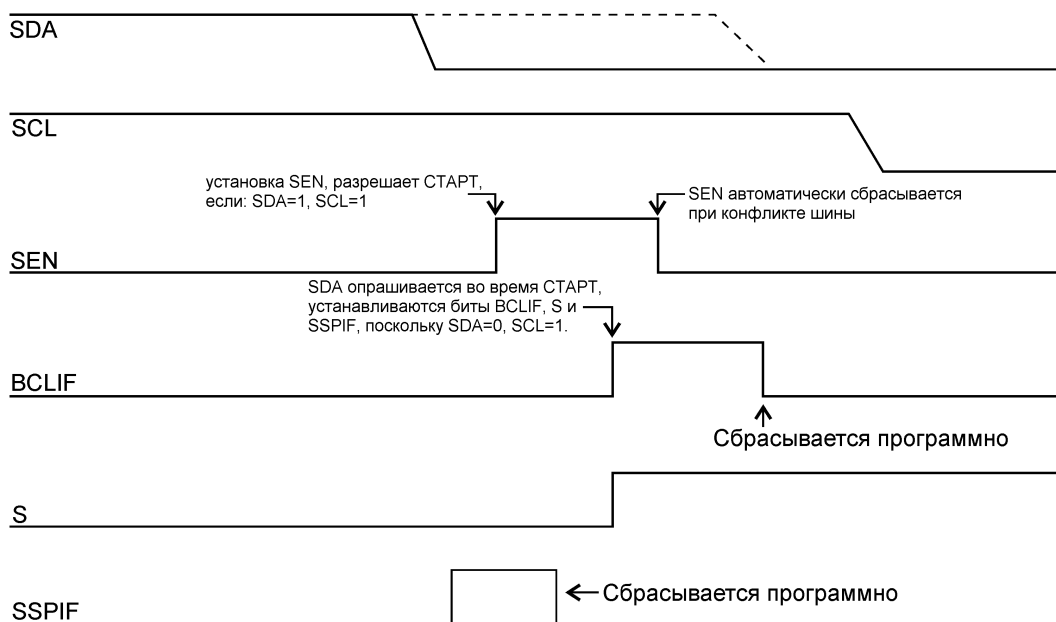 SDA
SCL
установка SEN, разрешает СТАРТ,
если: SDA=1, SCL=1
SEN автоматически сбрасывается
при конфликте шины
SEN
SDA опрашивается во время СТАРТ,
устанавливаются биты BCLIF, S и
SSPIF, поскольку SDA=0, SCL=1.
BCLIF
Сбрасывается программно
S
Сбрасывается программно
SSPIF